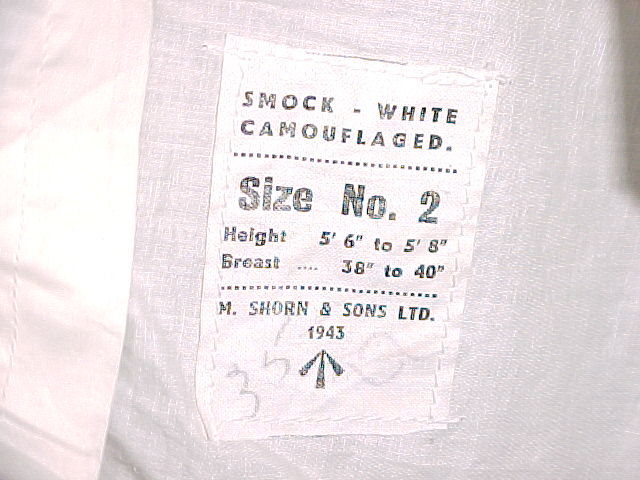 SMOCK - WHITE
CAMOUFLAGED.
Size No. 2
Height 5' 6" to 5' 8"
Breast .... 38" to 40"
M. SHORN & SONS LTD.
1943